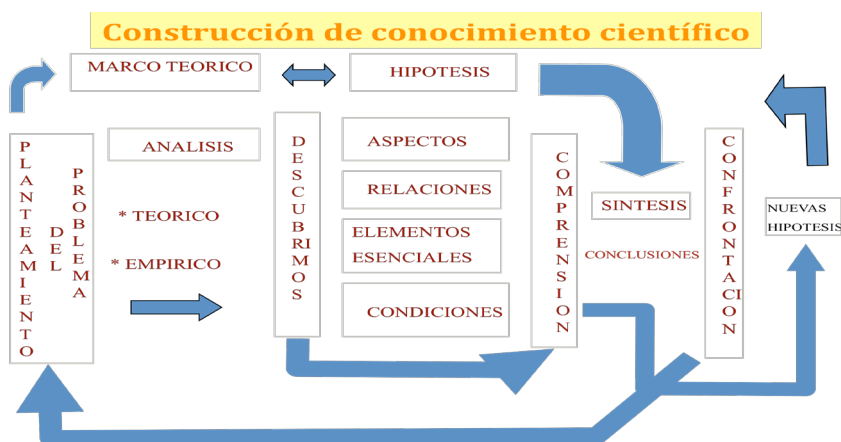 Construcción de conocimiento científico
MARCO TEORICO
HIPOTESIS
PLANTEAMIENTO
DEL
PROBLEMA
ANALISIS
* TEORICO
* EMPIRICO
DESCUBRIMOS
ASPECTOS
RELACIONES
ELEMENTOS
ESENCIALES
CONDICIONES
COMPRENSION
SINTESIS
CONCLUSIONES
CONFRONTACION
NUEVAS
HIPOTESIS